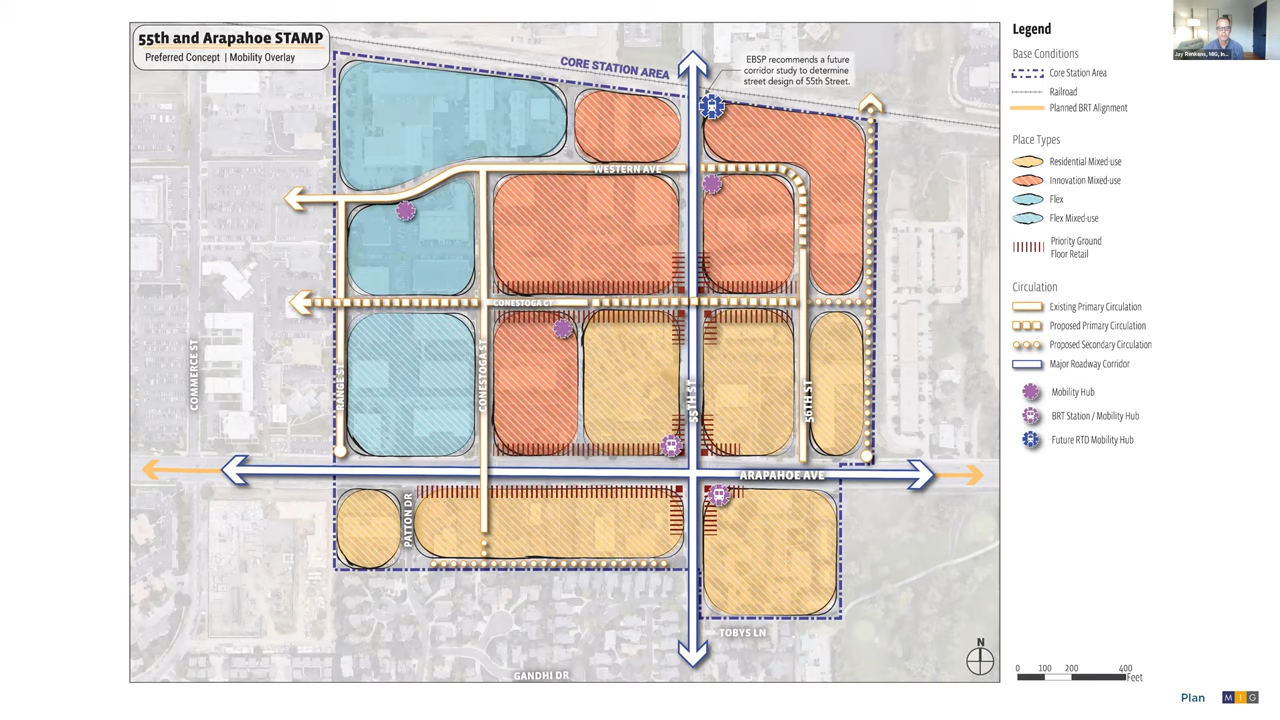 55th and Arapahoe STAMP
Preferred Concept | Mobility Overlay
CORE STATION AREA
EBSP recommends a future
corridor study to determine
street design of 55th Street.
WESTERN AVE
CONESTOGA CT
COMMERCE ST
RANGE ST
CONESTOGA ST
55TH ST
56TH ST
ARAPAHOE AVE
PATTON DR
TOBYS LN
GANDHI DR
N
Legend
Base Conditions
Core Station Area
Railroad
Planned BRT Alignment
Place Types
Residential Mixed-use
Innovation Mixed-use
Flex
Flex Mixed-use
Priority Ground
Floor Retail
Circulation
Existing Primary Circulation
Proposed Primary Circulation
Proposed Secondary Circulation
Major Roadway Corridor
Mobility Hub
BRT Station / Mobility Hub
Future RTD Mobility Hub
0 100 200 400
Feet
Plan
M I G
Jay Renkens, MIG, In...